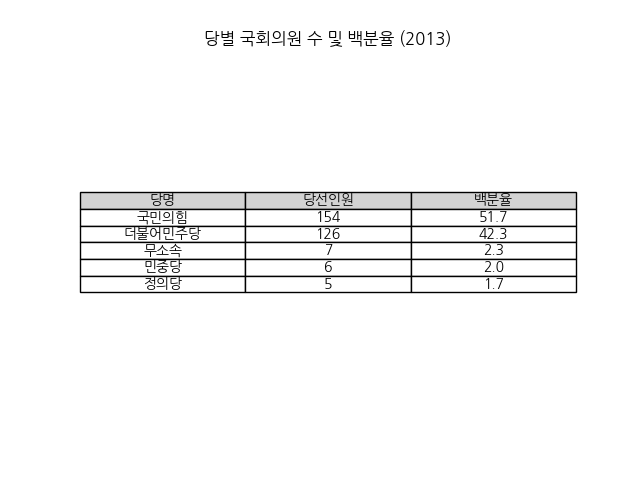 당별 국회의원 수 및 백분율 (2013)
당명 당선인원 백분율
국민의힘 154 51.7
더불어민주당 126 42.3
무소속 7 2.3
민중당 6 2.0
정의당 5 1.7